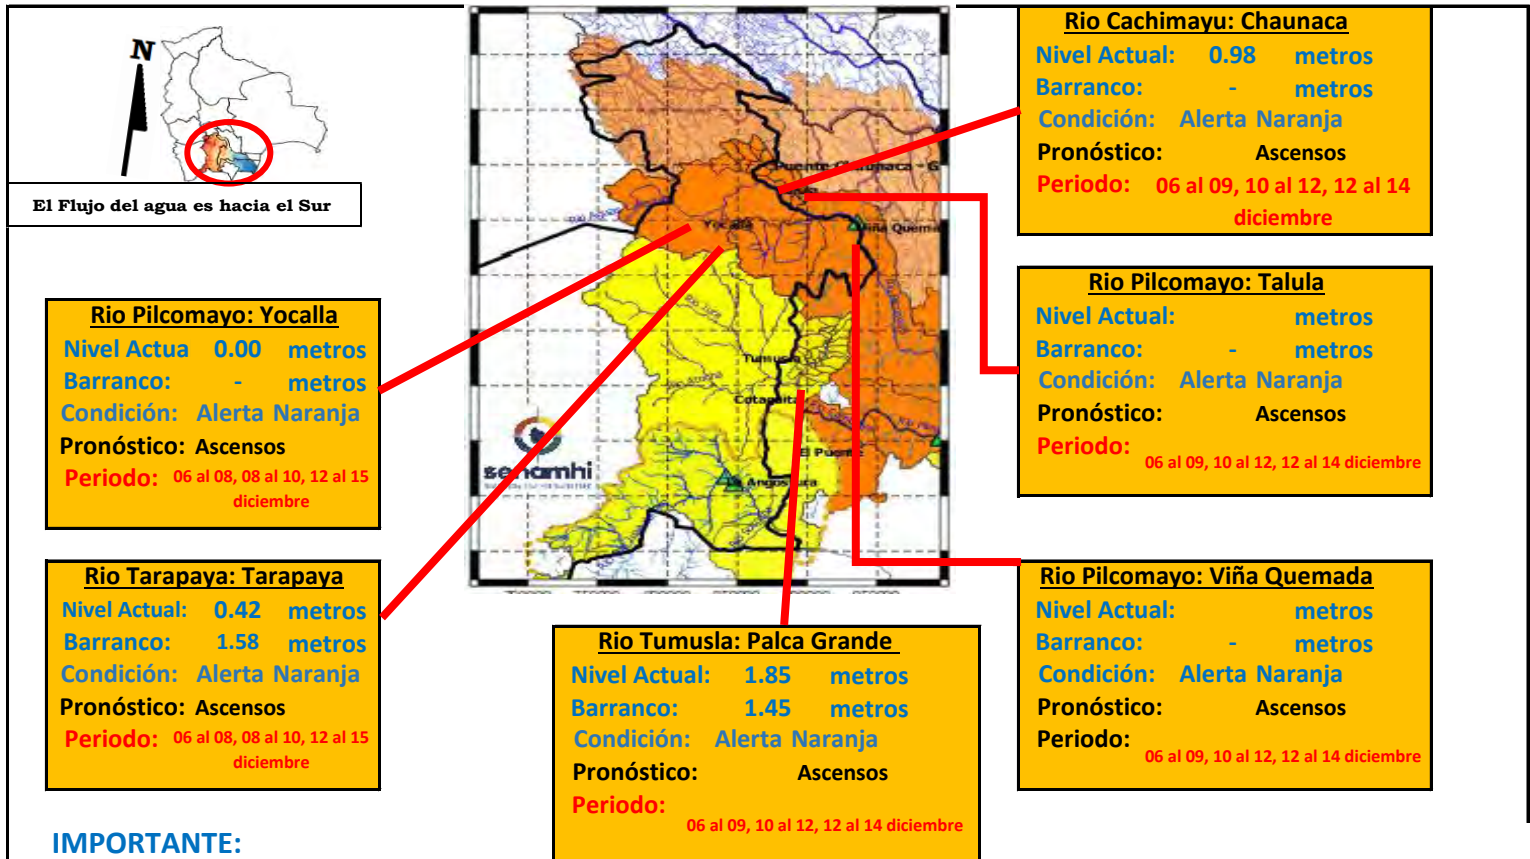 N
El Flujo del agua es hacia el Sur
Rio Pilcomayo: Yocalla
Nivel Actua 0.00 metros
Barranco: - metros
Condición: Alerta Naranja
Pronóstico: Ascensos
Periodo: 06 al 08, 08 al 10, 12 al 15
diciembre
Rio Tarapaya: Tarapaya
Nivel Actual: 0.42 metros
Barranco: 1.58 metros
Condición: Alerta Naranja
Pronóstico: Ascensos
Periodo: 06 al 08, 08 al 10, 12 al 15
diciembre
IMPORTANTE:
Yocalla
Viña Quema
Tumusla
Cotagaita
El Puente
Angostura
senamhi
Rio Tumusla: Palca Grande
Nivel Actual: 1.85 metros
Barranco: 1.45 metros
Condición: Alerta Naranja
Pronóstico: Ascensos
Periodo:
06 al 09, 10 al 12, 12 al 14 diciembre
Rio Cachimayu: Chaunaca
Nivel Actual: 0.98 metros
Barranco: - metros
Condición: Alerta Naranja
Pronóstico: Ascensos
Periodo: 06 al 09, 10 al 12, 12 al 14
diciembre
Rio Pilcomayo: Talula
Nivel Actual: metros
Barranco: - metros
Condición: Alerta Naranja
Pronóstico: Ascensos
Periodo:
06 al 09, 10 al 12, 12 al 14 diciembre
Rio Pilcomayo: Viña Quemada
Nivel Actual: metros
Barranco: - metros
Condición: Alerta Naranja
Pronóstico: Ascensos
Periodo:
06 al 09, 10 al 12, 12 al 14 diciembre